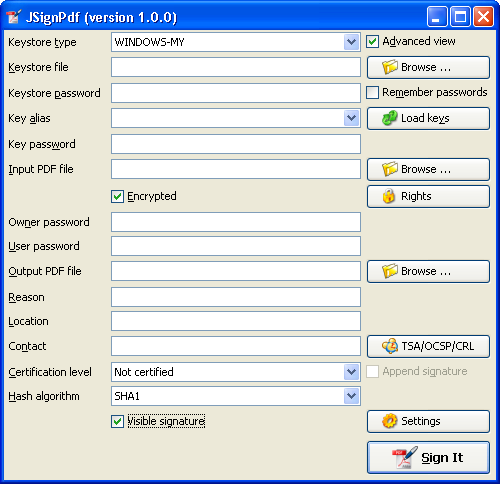 JSignPdf (version 1.0.0)
Keystore type WINDOWS-MY Advanced view
Keystore file Browse ...
Keystore password Remember passwords
Key alias Load keys
Key password
Input PDF file Browse ...
Encrypted Rights
Owner password
User password
Output PDF file Browse ...
Reason
Location
Contact TSA/OCSP/CRL
Certification level Not certified Append signature
Hash algorithm SHA1
Visible signature Settings
Sign It